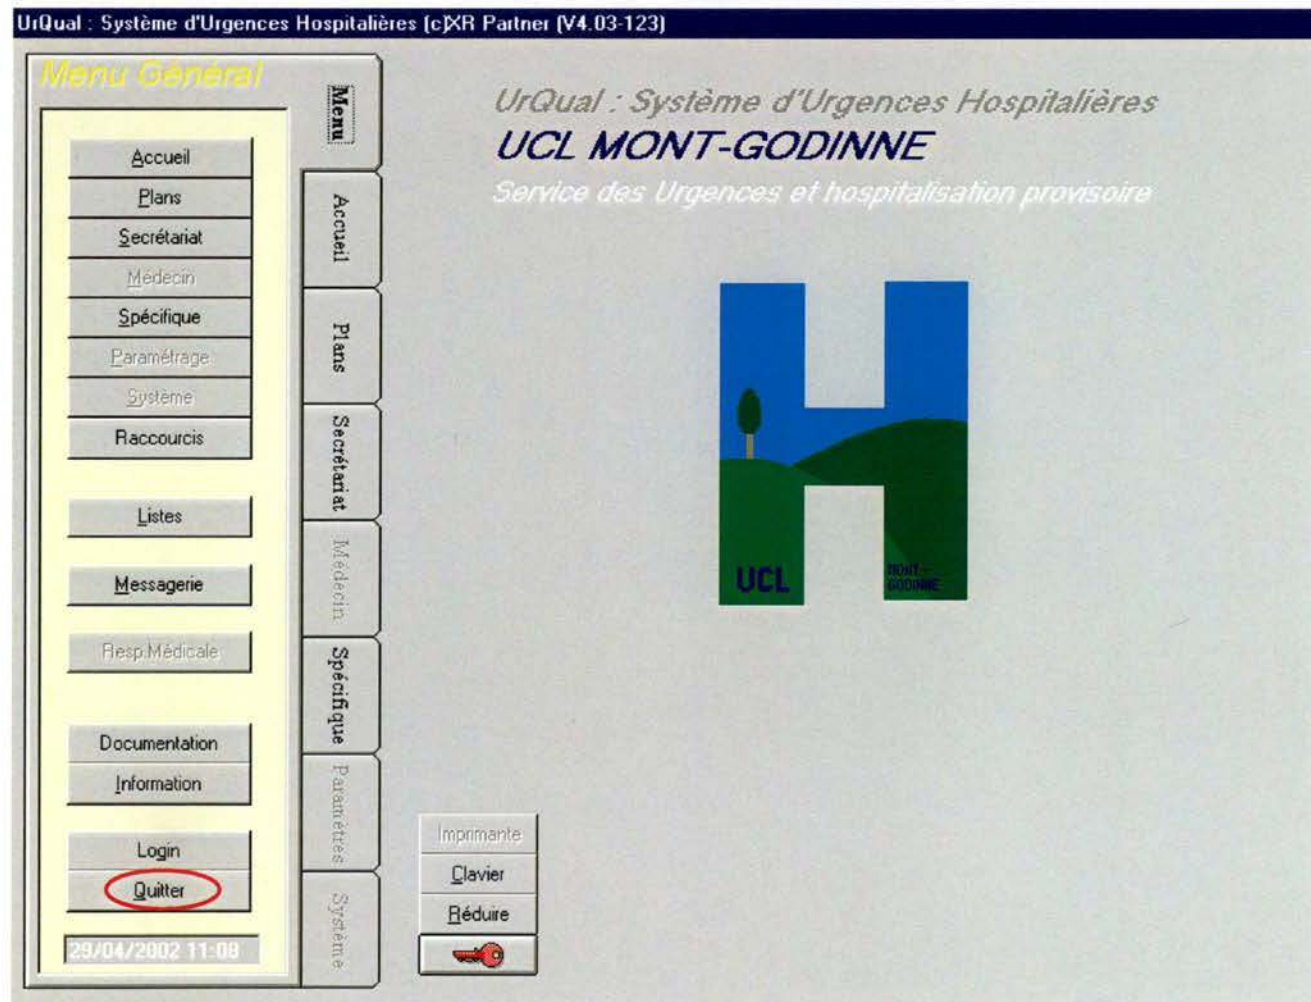 UrQual : Système d'Urgences Hospitalières (c)XR Partner (V4.03-123)
Menu Général
Accueil
Plans
Secrétariat
Médecin
Spécifique
Paramétrage
Système
Raccourcis
Listes
Messagerie
Resp.Médicale
Documentation
Information
Login
Quitter
29/04/2002 11:08
Menu
Accueil
Plans
Secrétariat
Médecin
Spécifique
Paramètres
Système
UrQual : Système d'Urgences Hospitalières
UCL MONT-GODINNE
Service des Urgences et hospitalisation provisoire
UCL
MONT-
GODINNE
Imprimante
Clavier
Réduire